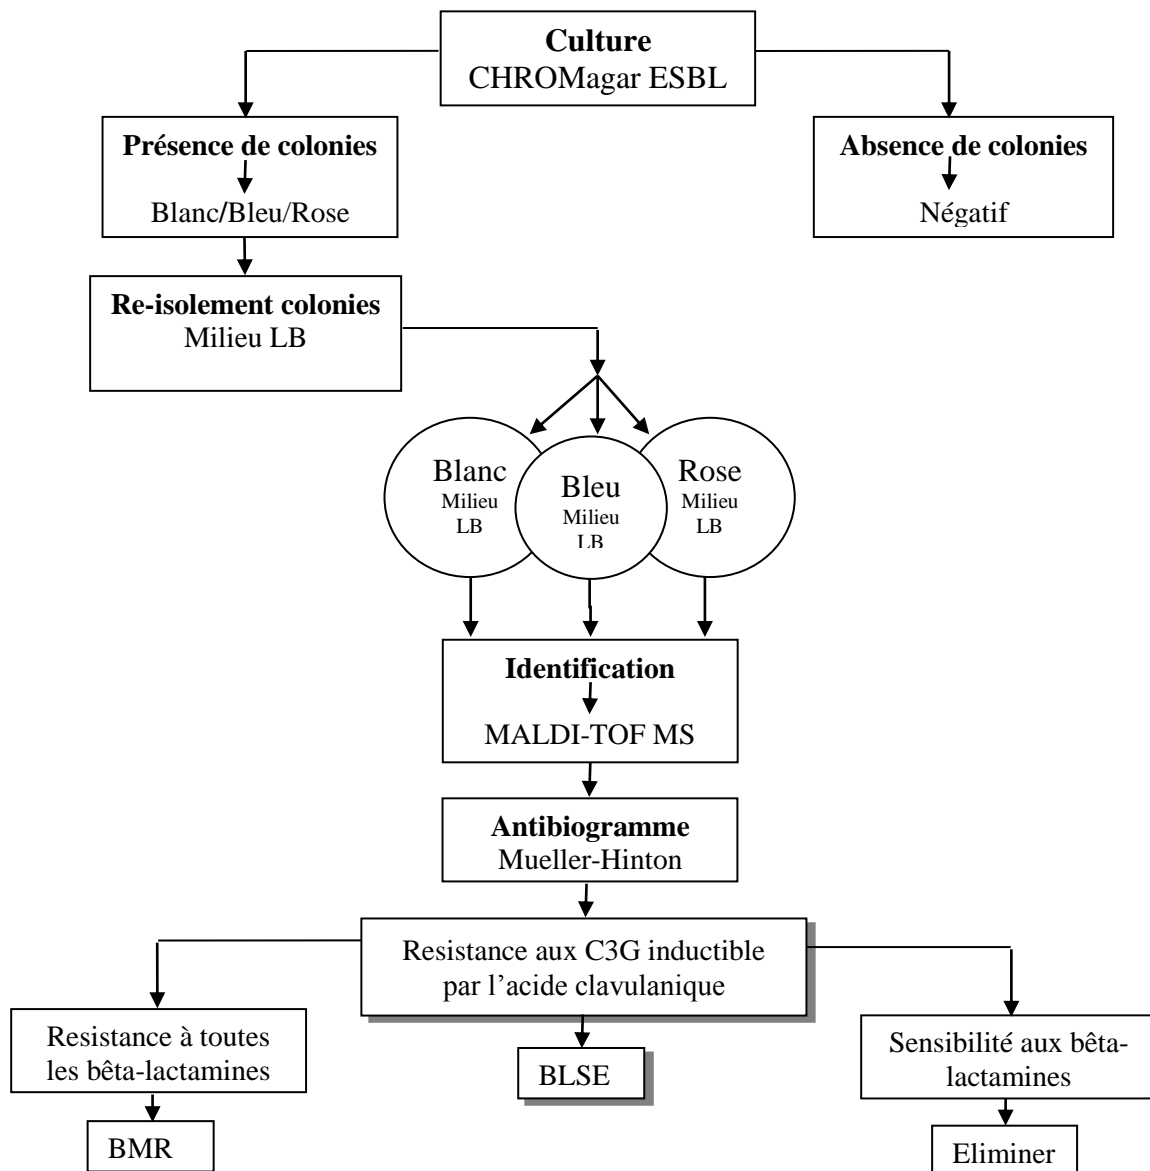 Culture
CHROMagar ESBL
Présence de colonies
Blanc/Bleu/Rose
Absence de colonies
Négatif
Re-isolement colonies
Milieu LB
Blanc
Milieu
LB
Bleu
Milieu
LB
Rose
Milieu
LB
Identification
MALDI-TOF MS
Antibiogramme
Mueller-Hinton
Resistance aux C3G inductible
par l'acide clavulanique
Resistance à toutes
les bêta-lactamines
BMR
BLSE
Sensibilité aux bêta-
lactamines
Eliminer